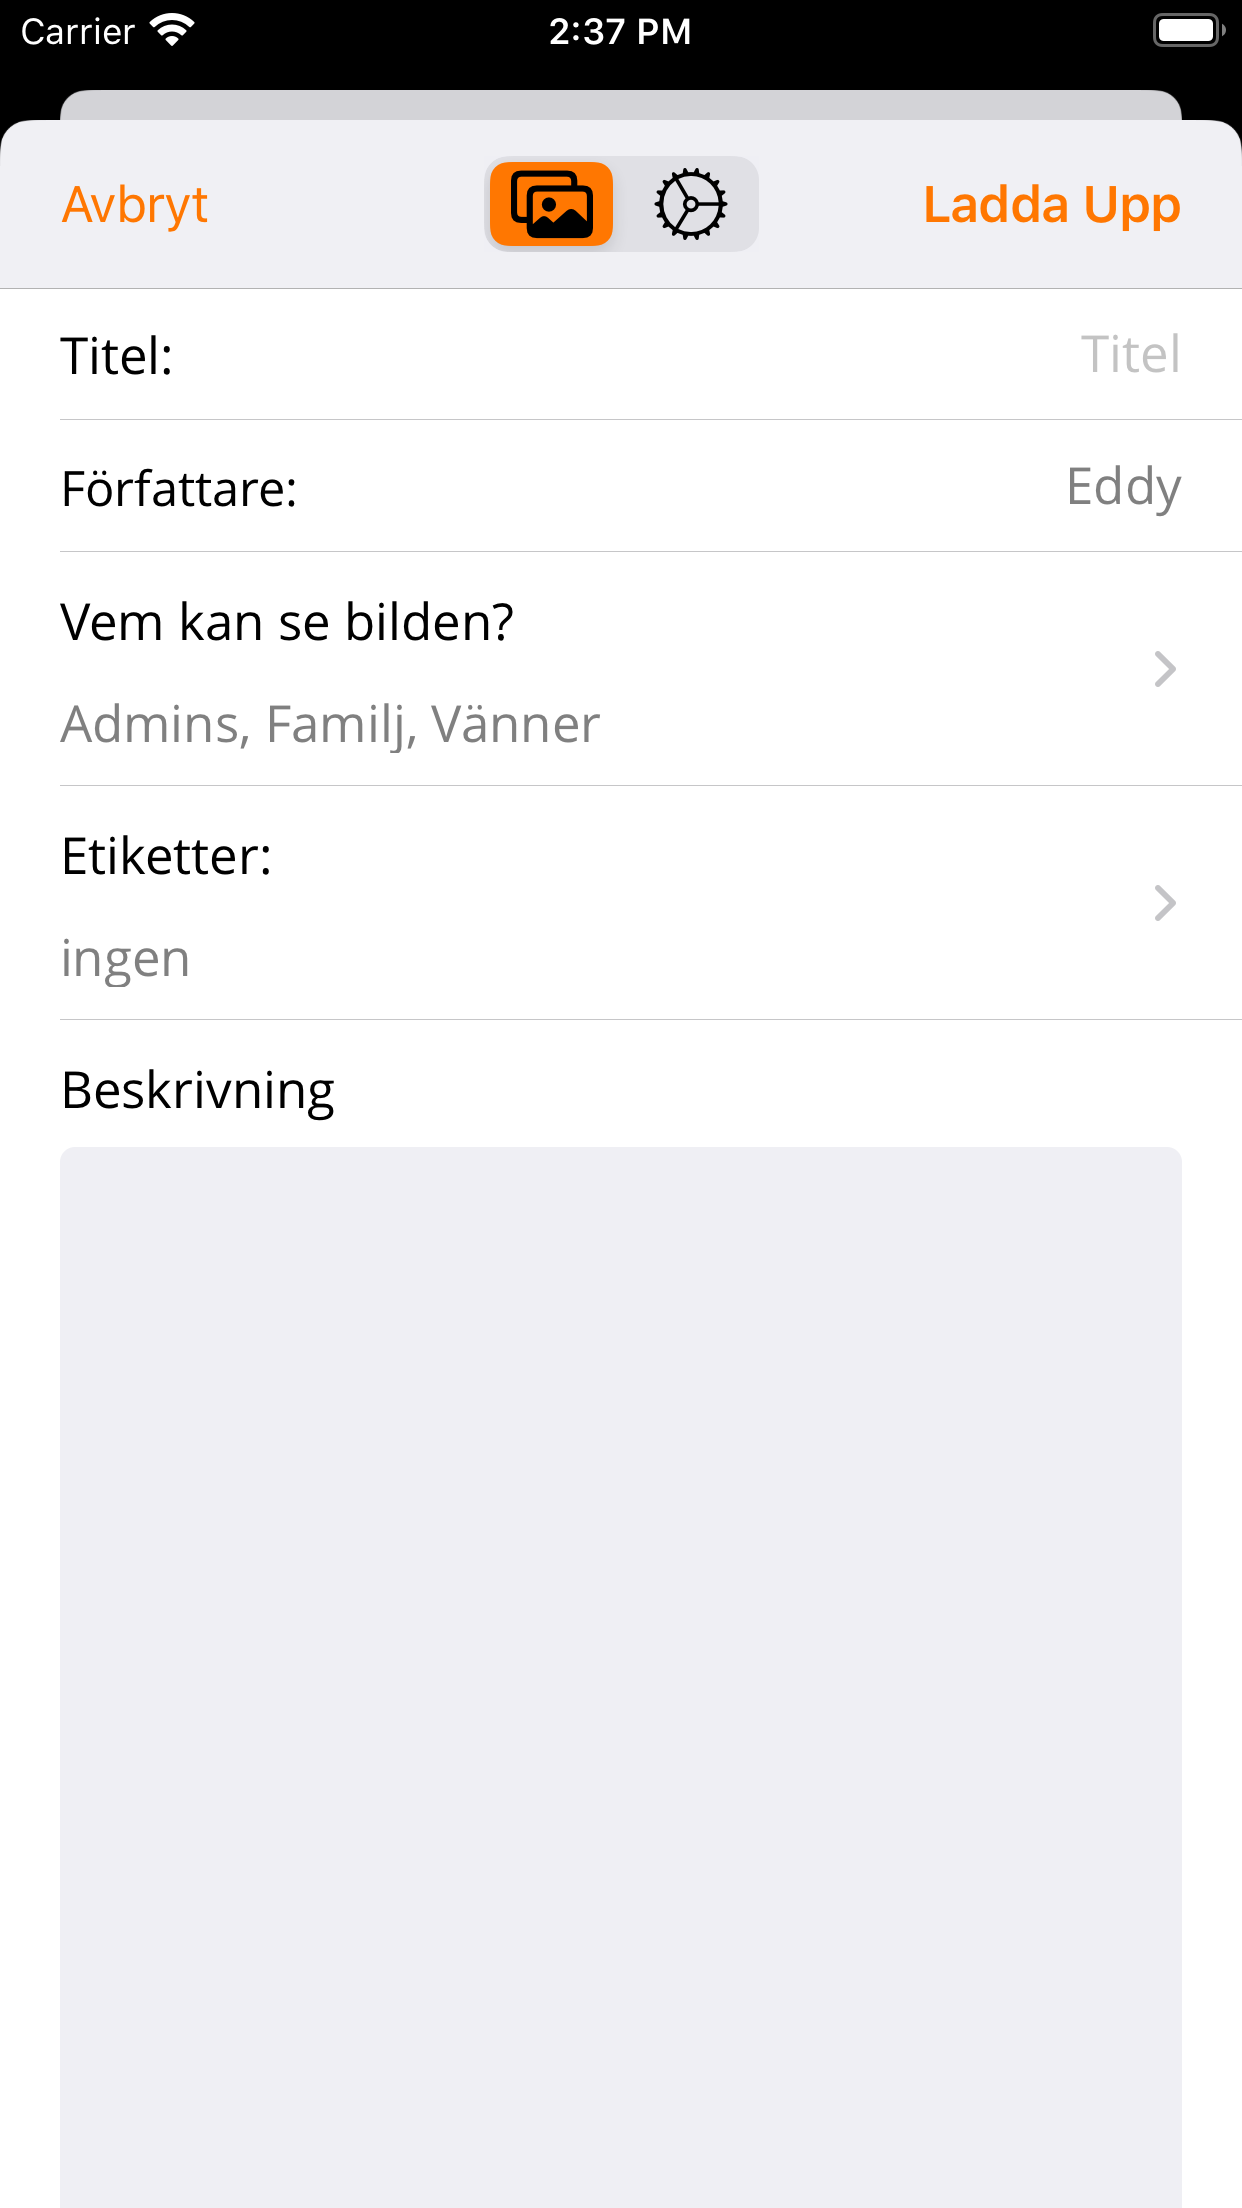 Carrier 2:37 PM
Avbryt Ladda Upp
Titel: Titel
Författare: Eddy
Vem kan se bilden?
Admins, Familj, Vänner
Etiketter:
ingen
Beskrivning